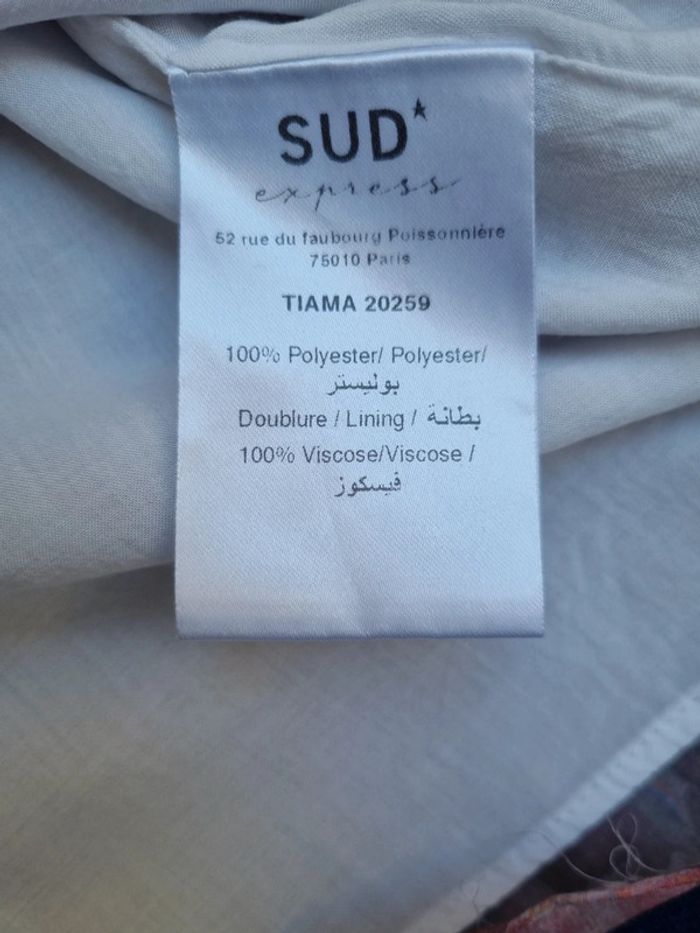 SUD*
express
52 rue du faubourg Poissonnière
75010 Paris
TIAMA 20259
100% Polyester/ Polyester/
بوليستر
Doublure / Lining / بطانة
100% Viscose/Viscose /
فيسكوز